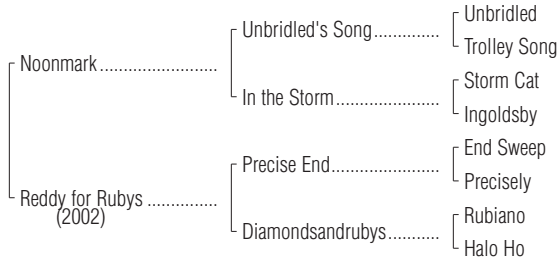 Unbridled
Unbridled's Song..............
Trolley Song
Noonmark.........................
Storm Cat
In the Storm......................
Ingoldsby
End Sweep
Precise End.......................
Precisely
Reddy for Rubys ...............
(2002)
Rubiano
Diamondsandrubys...........
Halo Ho